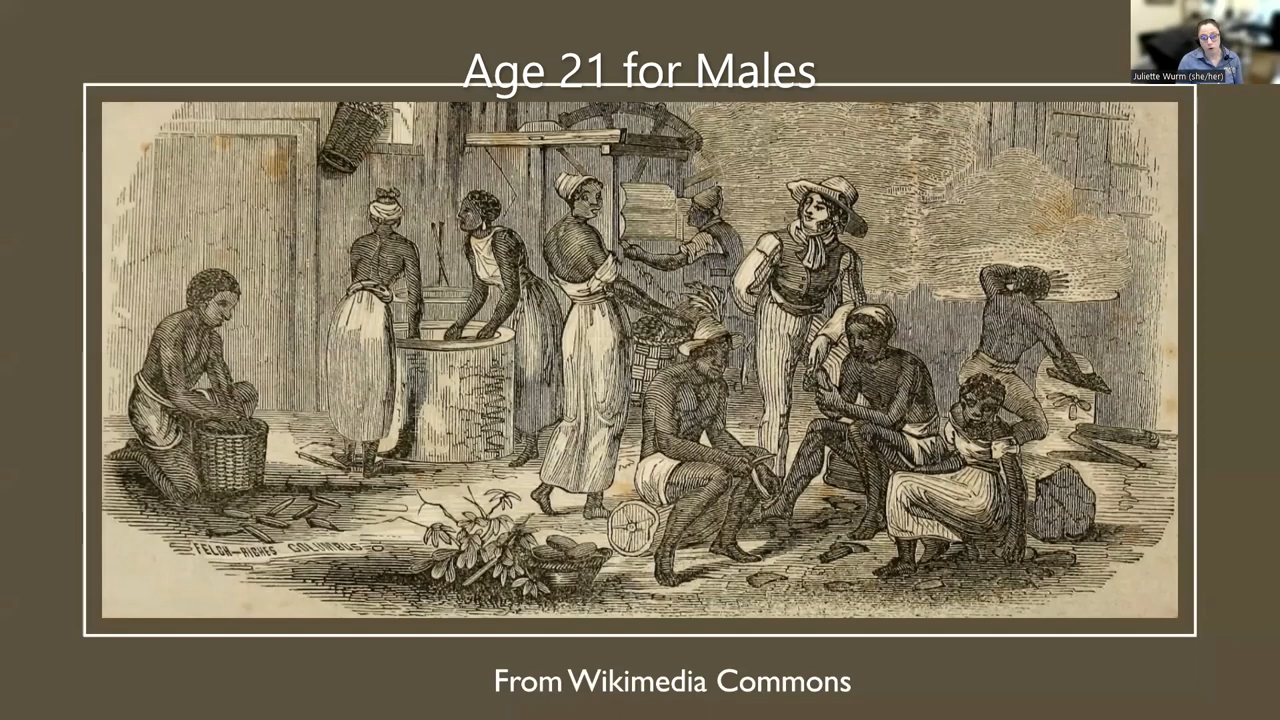 Age 21 for Males
Juliette Wurm (she/her)
From Wikimedia Commons